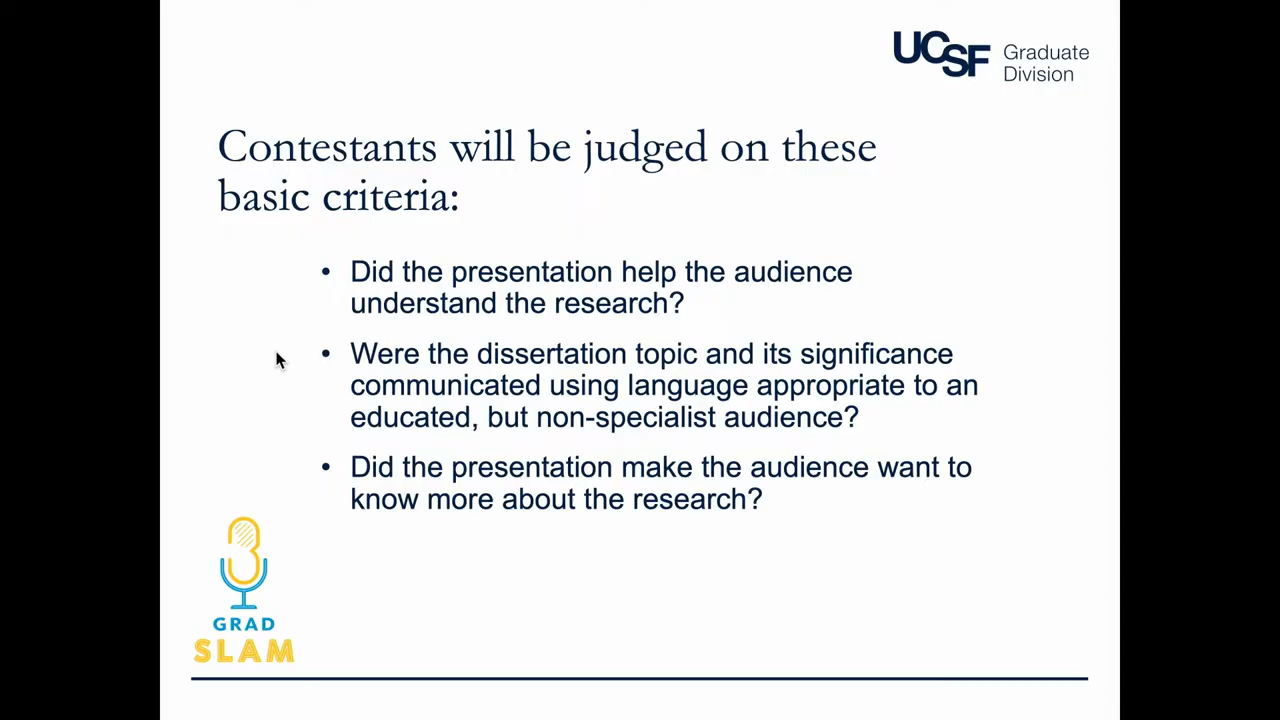 UCSF Graduate
Division
Contestants will be judged on these
basic criteria:
• Did the presentation help the audience
understand the research?
• Were the dissertation topic and its significance
communicated using language appropriate to an
educated, but non-specialist audience?
• Did the presentation make the audience want to
know more about the research?
GRAD
SLAM